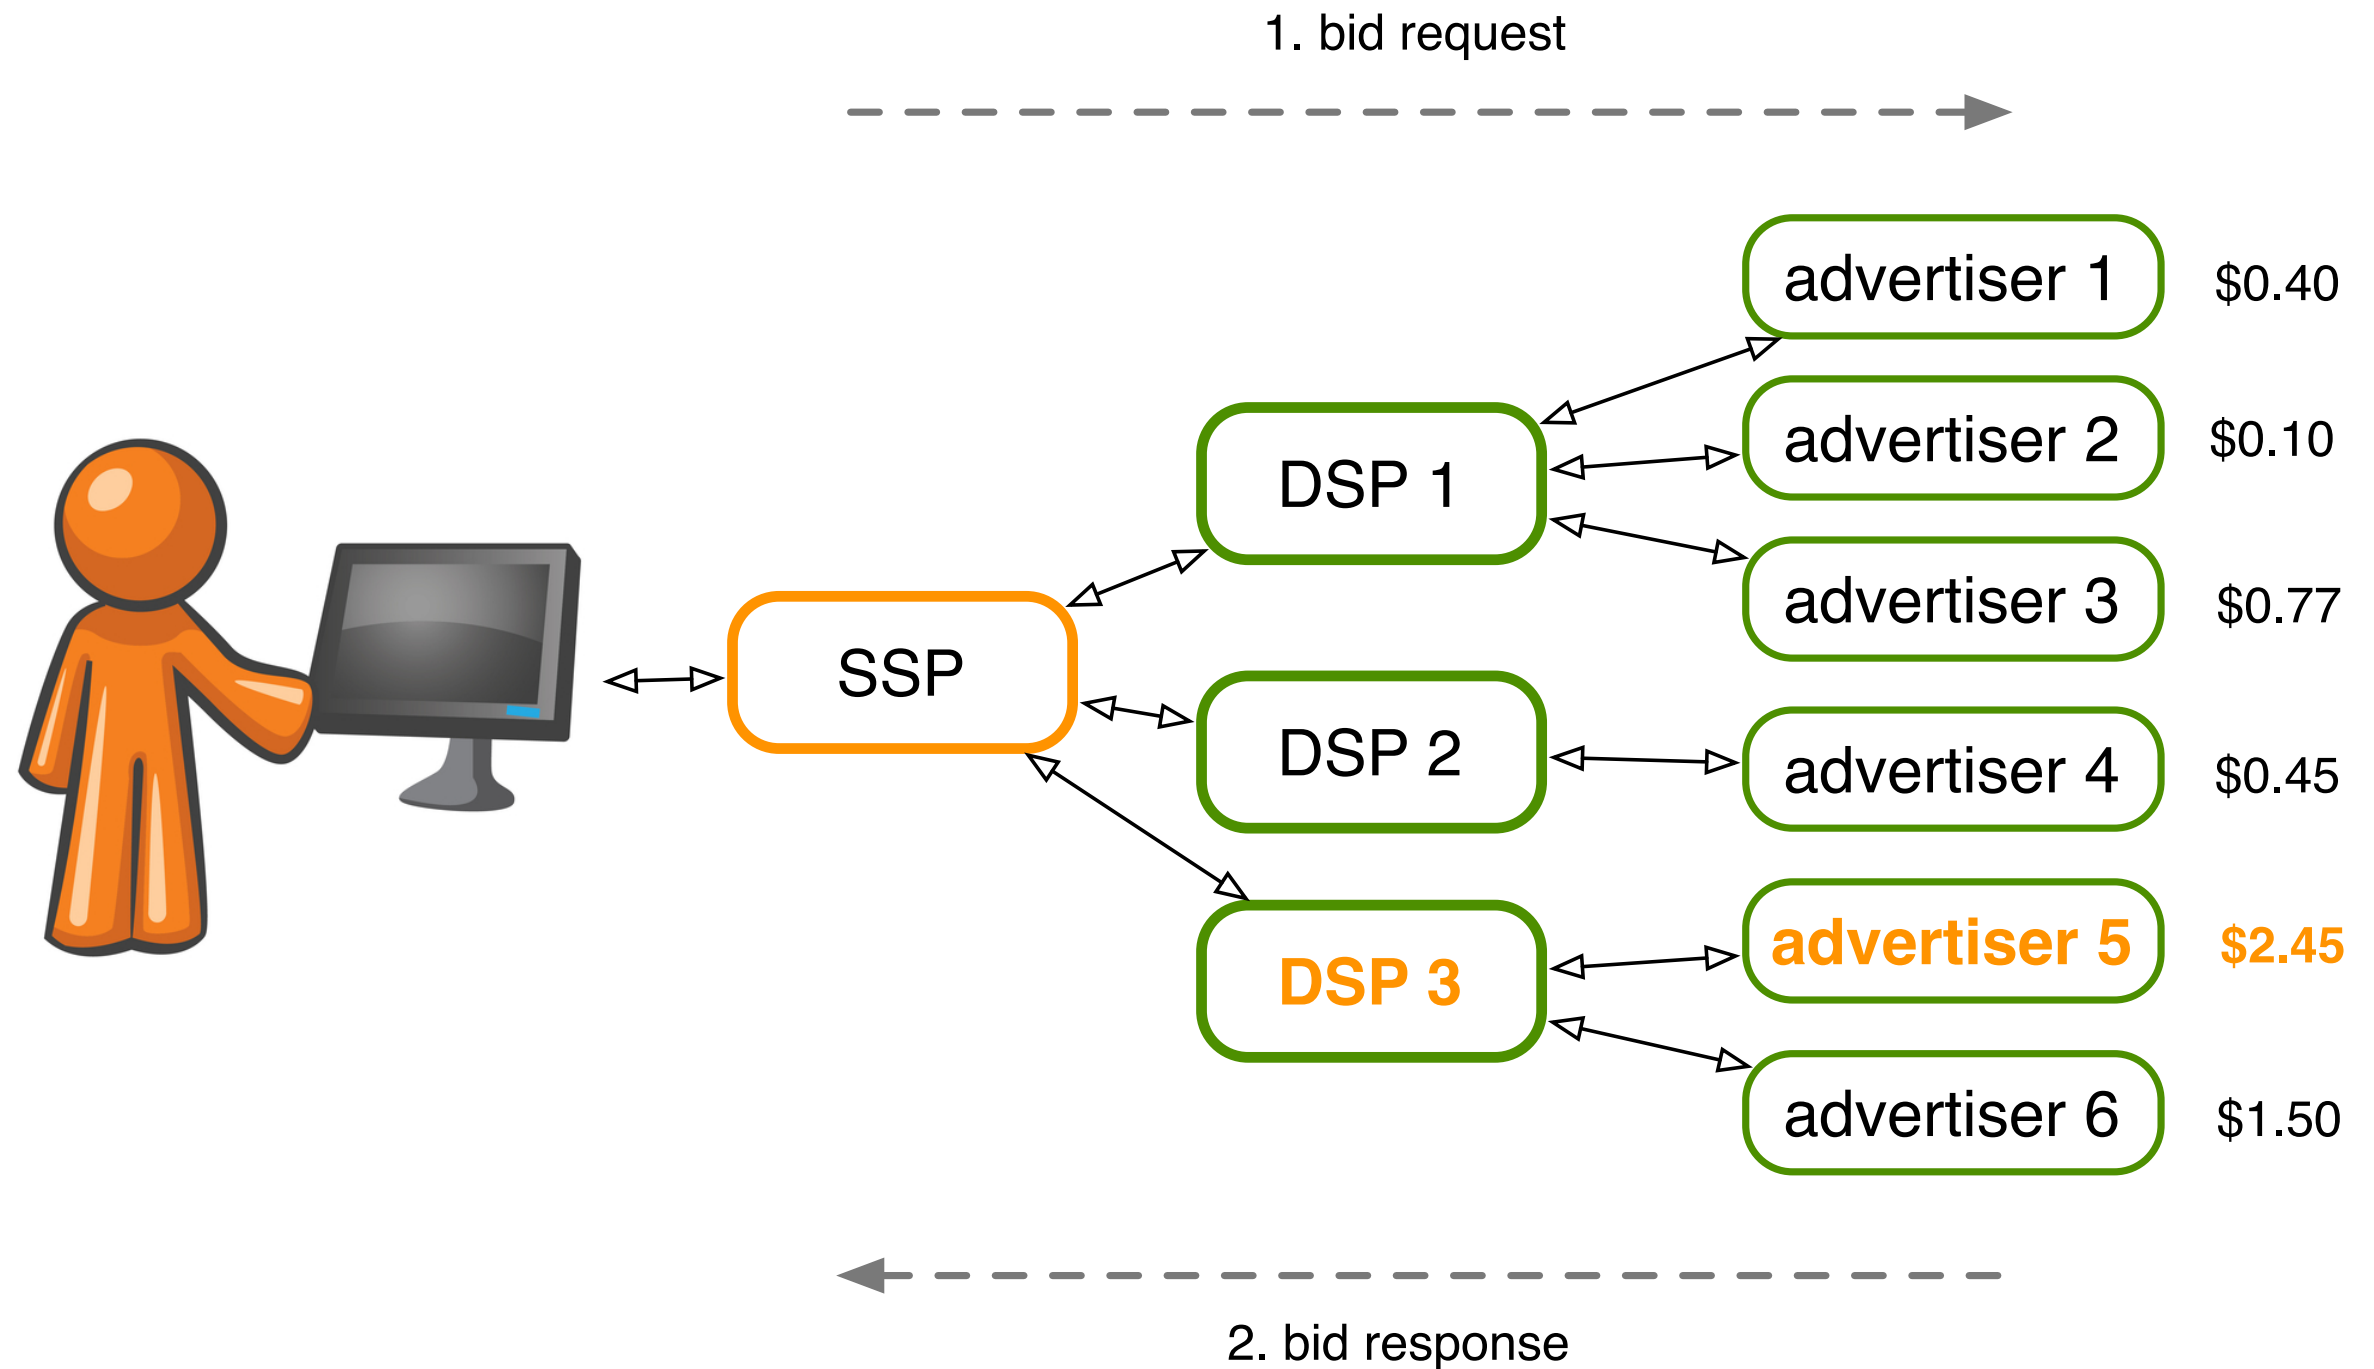 1. bid request
advertiser 1 $0.40
advertiser 2 $0.10
DSP 1
advertiser 3 $0.77
SSP
DSP 2
advertiser 4 $0.45
advertiser 5 $2.45
DSP 3
advertiser 6 $1.50
2. bid response